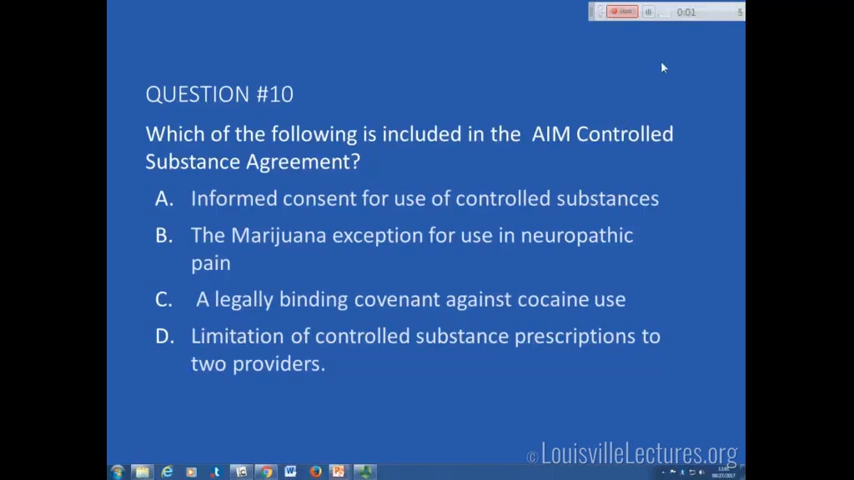 0:01 5
QUESTION #10
Which of the following is included in the AIM Controlled
Substance Agreement?
A. Informed consent for use of controlled substances
B. The Marijuana exception for use in neuropathic
pain
C. A legally binding covenant against cocaine use
D. Limitation of controlled substance prescriptions to
two providers.
© LouisvilleLectures.org